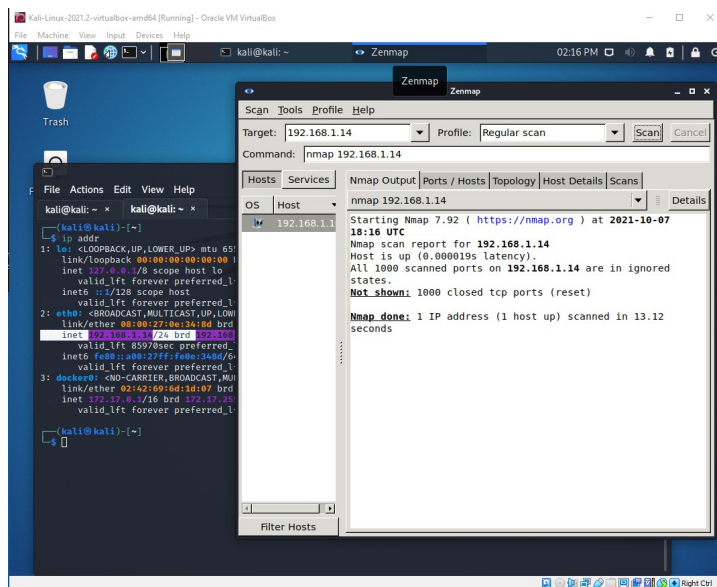 Kali-Linux-2021.2-virtualbox-amd64 [Running] - Oracle VM VirtualBox
File Machine View Input Devices Help
kali@kali: ~
Zenmap
02:16 PM
Zenmap
Zenmap
Trash
Scan Tools Profile Help
Target: 192.168.1.14 Profile: Regular scan Scan Cancel
Command: nmap 192.168.1.14
Hosts Services
Nmap Output Ports / Hosts Topology Host Details Scans
OS Host
nmap 192.168.1.14 Details
192.168.1.1
Starting Nmap 7.92 ( https://nmap.org ) at 2021-10-07
18:16 UTC
Nmap scan report for 192.168.1.14
Host is up (0.000019s latency).
All 1000 scanned ports on 192.168.1.14 are in ignored
states.
Not shown: 1000 closed tcp ports (reset)
Nmap done: 1 IP address (1 host up) scanned in 13.12
seconds
Filter Hosts
F
File Actions Edit View Help
kali@kali: ~ × kali@kali: ~ ×
(kali㉿kali)-[~]
$ ip addr
1: lo: <LOOPBACK,UP,LOWER_UP> mtu 655
link/loopback 00:00:00:00:00:00
inet 127.0.0.1/8 scope host lo
valid_lft forever preferred_l
inet6 ::1/128 scope host
valid_lft forever preferred_l
2: eth0: <BROADCAST,MULTICAST,UP,LOW
link/ether 08:00:27:0e:34:8d brd
inet 192.168.1.14/24 brd 192.168
valid_lft 85970sec preferred_
inet6 fe80::a00:27ff:fe0e:348d/64
valid_lft forever preferred_l
3: docker0: <NO-CARRIER,BROADCAST,MU
link/ether 02:42:69:6d:1d:07 brd
inet 172.17.0.1/16 brd 172.17.25
valid_lft forever preferred_l
(kali㉿kali)-[~]
$
Right Ctrl